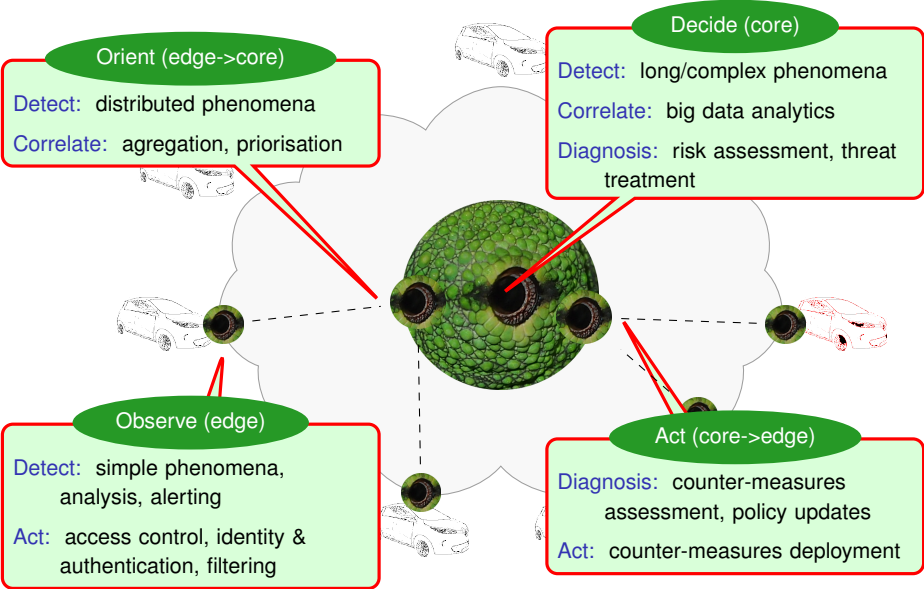 Orient (edge->core)
Detect: distributed phenomena
Correlate: agregation, priorisation
Decide (core)
Detect: long/complex phenomena
Correlate: big data analytics
Diagnosis: risk assessment, threat
treatment
Observe (edge)
Detect: simple phenomena,
analysis, alerting
Act: access control, identity &
authentication, filtering
Act (core->edge)
Diagnosis: counter-measures
assessment, policy updates
Act: counter-measures deployment